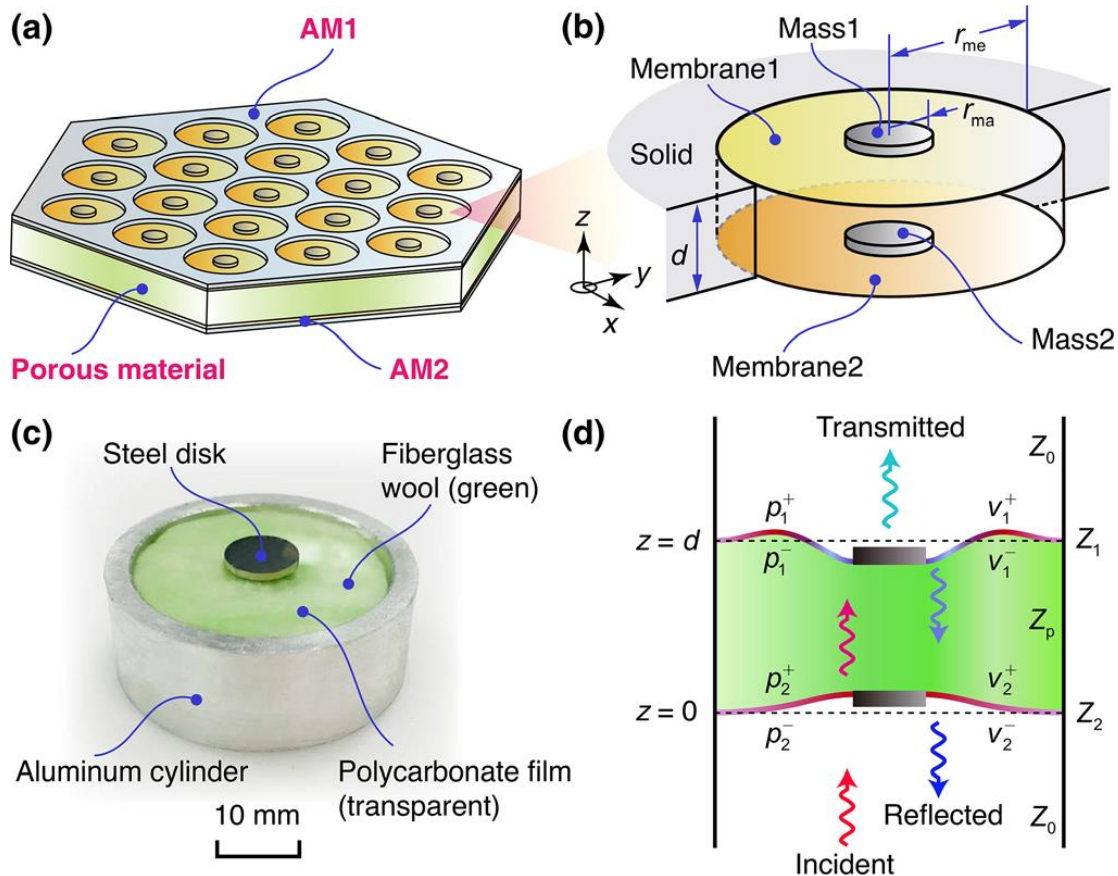 (a)
AM1
Porous material
AM2
(b)
Mass1
r_me
Membrane1
r_ma
Solid
d
z
y
x
Mass2
Membrane2
(c)
Steel disk
Fiberglass
wool (green)
Aluminum cylinder
Polycarbonate film
(transparent)
10 mm
(d)
Transmitted
Z_0
p_1^+
v_1^+
z = d
Z_1
p_1^-
v_1^-
Z_p
p_2^+
v_2^+
z = 0
Z_2
p_2^-
v_2^-
Reflected
Z_0
Incident